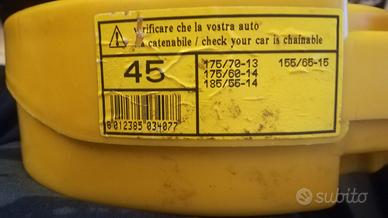 verificare che la vostra auto
catenabile / check your car is chainable
45
175/70-13 155/65-15
175/60-14
185/55-14
8 012385 034077
subito